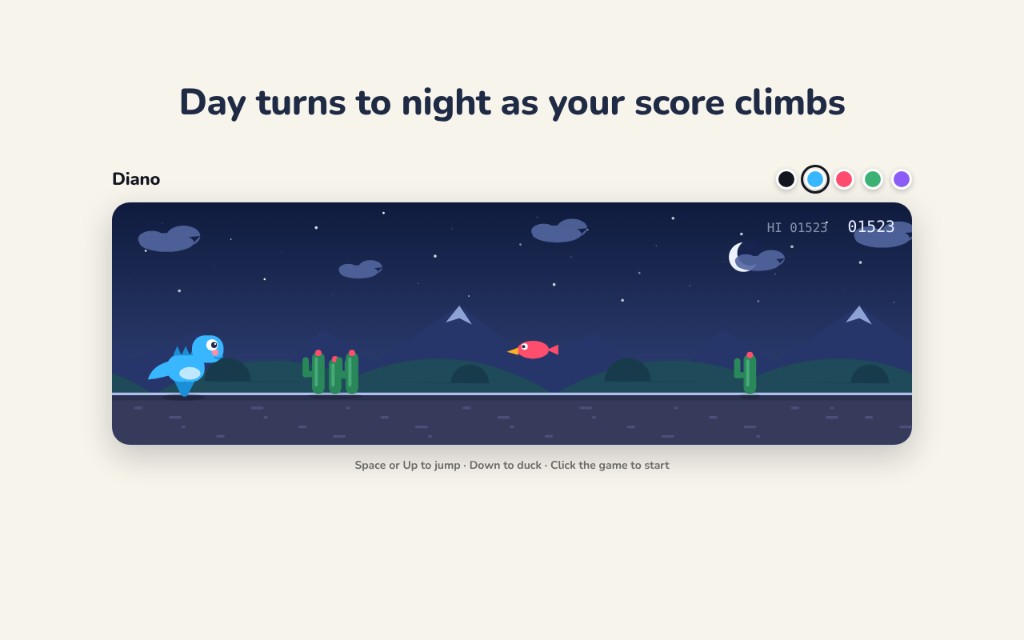 Day turns to night as your score climbs
Diano
HI 01523 01523
Space or Up to jump · Down to duck · Click the game to start